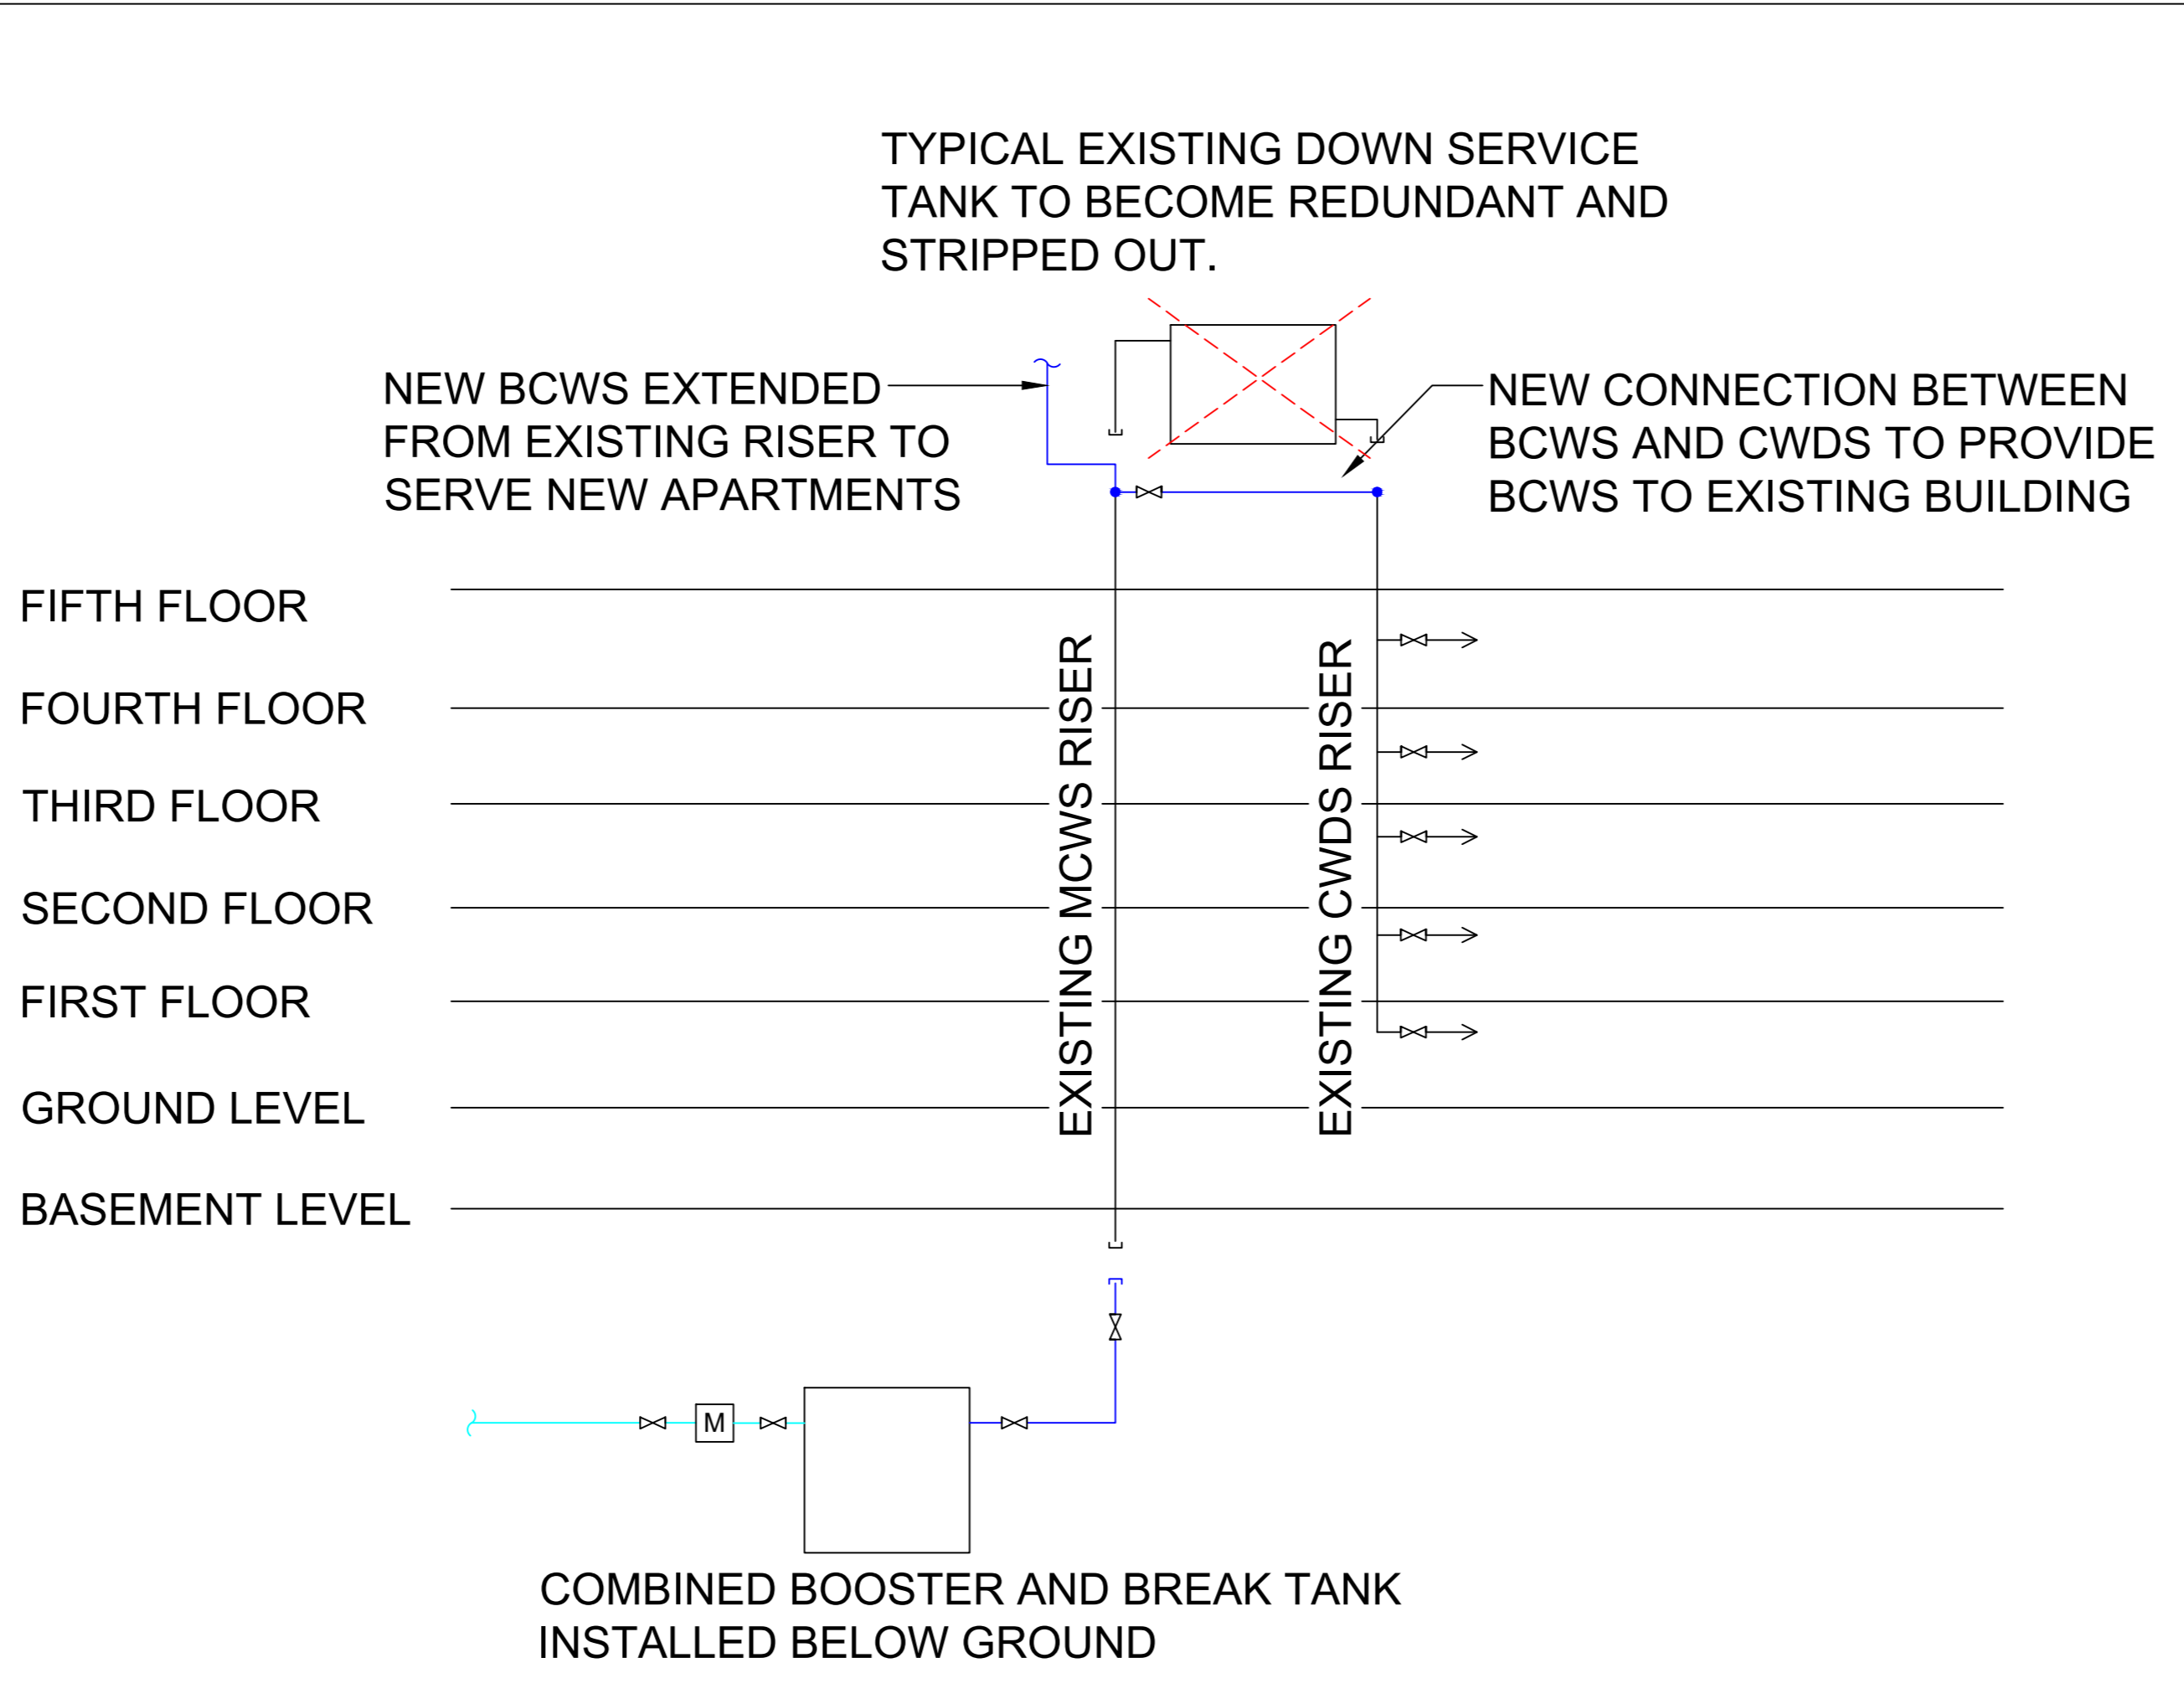 TYPICAL EXISTING DOWN SERVICE
TANK TO BECOME REDUNDANT AND
STRIPPED OUT.
NEW BCWS EXTENDED
FROM EXISTING RISER TO
SERVE NEW APARTMENTS
NEW CONNECTION BETWEEN
BCWS AND CWDS TO PROVIDE
BCWS TO EXISTING BUILDING
FIFTH FLOOR
FOURTH FLOOR
THIRD FLOOR
SECOND FLOOR
FIRST FLOOR
GROUND LEVEL
BASEMENT LEVEL
EXISTING MCWS RISER
EXISTING CWDS RISER
M
COMBINED BOOSTER AND BREAK TANK
INSTALLED BELOW GROUND